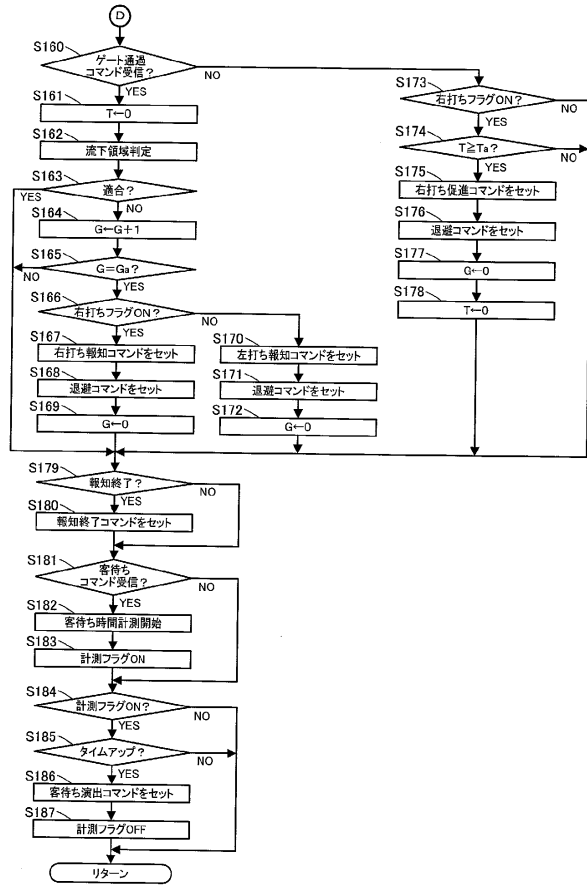 D
S160
ゲート通過
コマンド受信？
NO
YES
S161
T←0
S162
流下領域判定
S163
適合？
YES
NO
S164
G←G＋1
S165
G＝Ga？
NO
YES
S166
右打ちフラグON？
NO
YES
S167
右打ち報知コマンドをセット
S168
退避コマンドをセット
S169
G←0
S170
左打ち報知コマンドをセット
S171
退避コマンドをセット
S172
G←0
S173
右打ちフラグON？
NO
YES
S174
T≧Ta？
NO
YES
S175
右打ち促進コマンドをセット
S176
退避コマンドをセット
S177
G←0
S178
T←0
S179
報知終了？
NO
YES
S180
報知終了コマンドをセット
S181
客待ち
コマンド受信？
NO
YES
S182
客待ち時間計測開始
S183
計測フラグON
S184
計測フラグON？
NO
YES
S185
タイムアップ？
NO
YES
S186
客待ち演出コマンドをセット
S187
計測フラグOFF
リターン